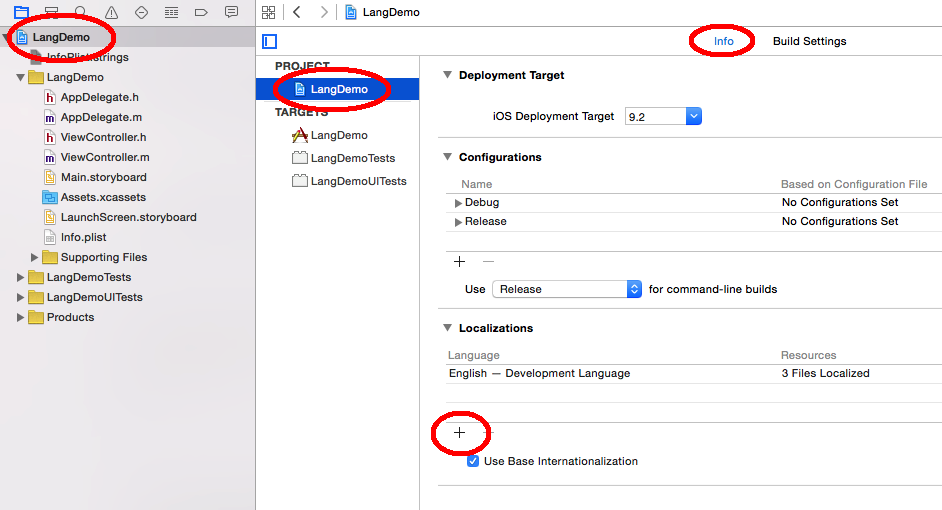 LangDemo
LangDemo
InfoPlist.strings
LangDemo
AppDelegate.h
AppDelegate.m
ViewController.h
ViewController.m
Main.storyboard
Assets.xcassets
LaunchScreen.storyboard
Info.plist
Supporting Files
LangDemoTests
LangDemoUITests
Products
Info Build Settings
PROJECT
LangDemo
TARGETS
LangDemo
LangDemoTests
LangDemoUITests
Deployment Target
iOS Deployment Target 9.2
Configurations
Name Based on Configuration File
Debug No Configurations Set
Release No Configurations Set
Use Release for command-line builds
Localizations
Language Resources
English — Development Language 3 Files Localized
Use Base Internationalization